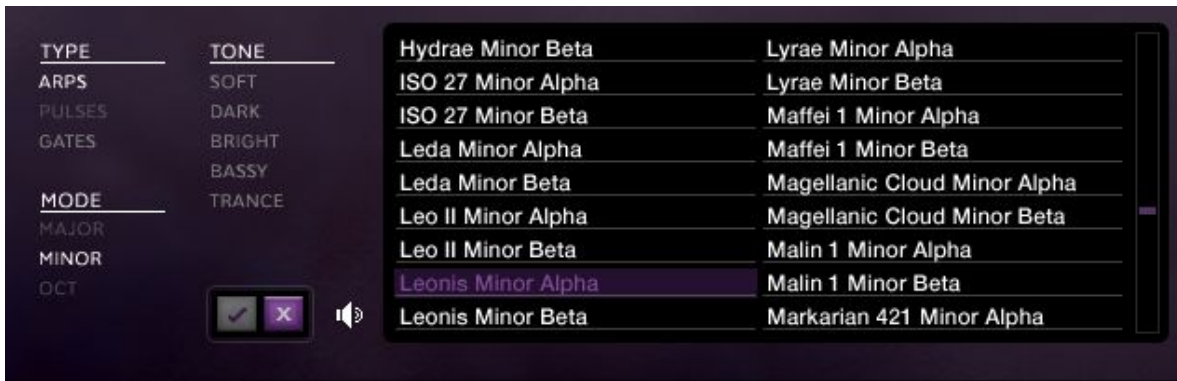 TYPE
ARPS
PULSES
GATES
MODE
MAJOR
MINOR
OCT
TONE
SOFT
DARK
BRIGHT
BASSY
TRANCE
Hydrae Minor Beta
ISO 27 Minor Alpha
ISO 27 Minor Beta
Leda Minor Alpha
Leda Minor Beta
Leo II Minor Alpha
Leo II Minor Beta
Leonis Minor Alpha
Leonis Minor Beta
Lyrae Minor Alpha
Lyrae Minor Beta
Maffei 1 Minor Alpha
Maffei 1 Minor Beta
Magellanic Cloud Minor Alpha
Magellanic Cloud Minor Beta
Malin 1 Minor Alpha
Malin 1 Minor Beta
Markarian 421 Minor Alpha